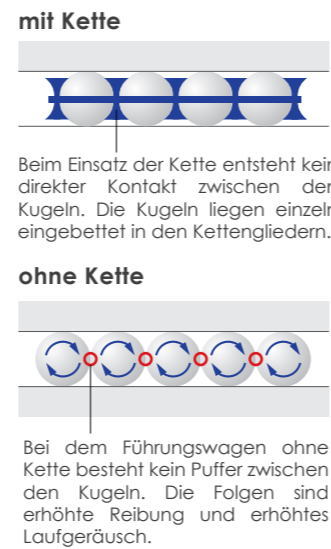 mit Kette
Beim Einsatz der Kette entsteht kein
direkter Kontakt zwischen den
Kugeln. Die Kugeln liegen einzeln
eingebettet in den Kettengliedern.
ohne Kette
Bei dem Führungswagen ohne
Kette besteht kein Puffer zwischen
den Kugeln. Die Folgen sind
erhöhte Reibung und erhöhtes
Laufgeräusch.